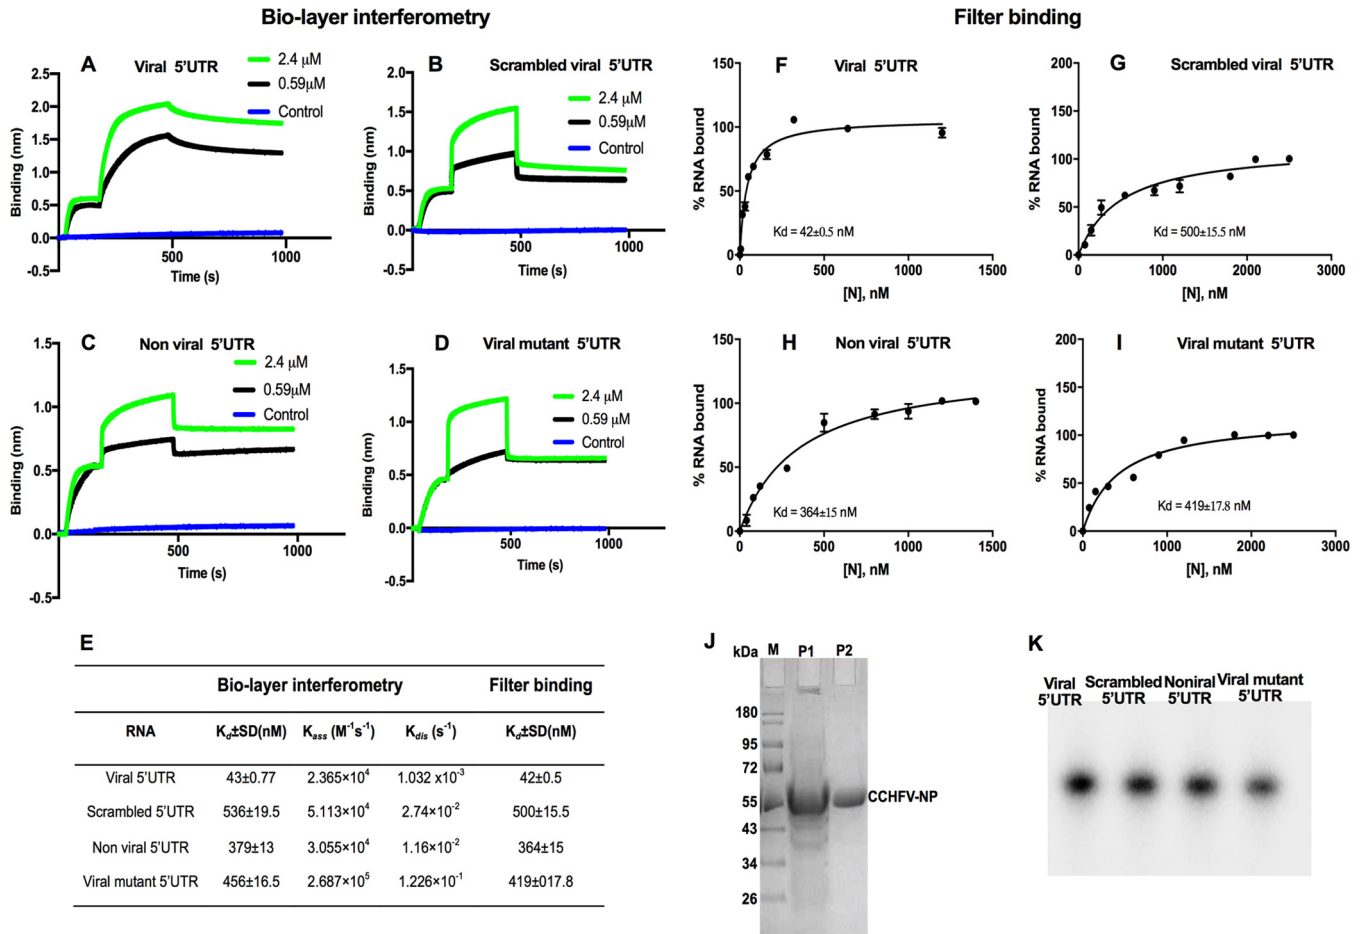 Bio-layer interferometry
Filter binding
A
Viral 5'UTR
2.4 μM
0.59μM
Control
2.5
2.0
1.5
1.0
0.5
0.0
-0.5
500
1000
Binding (nm)
Time (s)
B
Scrambled viral 5'UTR
2.4 μM
0.59μM
Control
2.0
1.5
1.0
0.5
0.0
-0.5
500
1000
Binding (nm)
Time (s)
F
Viral 5'UTR
200
150
100
50
0
0
500
1000
1500
% RNA bound
Kd = 42±0.5 nM
[N], nM
G
Scrambled viral 5'UTR
200
150
100
50
0
0
1000
2000
3000
% RNA bound
Kd = 500±15.5 nM
[N], nM
C
Non viral 5'UTR
2.4 μM
0.59μM
Control
1.5
1.0
0.5
0.0
-0.5
500
1000
Binding (nm)
Time (s)
D
Viral mutant 5'UTR
2.4 μM
0.59 μM
Control
1.5
1.0
0.5
0.0
-0.5
500
1000
Binding (nm)
Time (s)
H
Non viral 5'UTR
150
100
50
0
0
500
1000
1500
% RNA bound
Kd = 364±15 nM
[N], nM
I
Viral mutant 5'UTR
200
150
100
50
0
0
1000
2000
3000
% RNA bound
Kd = 419±17.8 nM
[N], nM
E
Bio-layer interferometry Filter binding
RNA Kd±SD(nM) Kass (M-1s-1) Kdis (s-1) Kd±SD(nM)
Viral 5'UTR 43±0.77 2.365×10⁴ 1.032 x10⁻³ 42±0.5
Scrambled 5'UTR 536±19.5 5.113×10⁴ 2.74×10⁻² 500±15.5
Non viral 5'UTR 379±13 3.055×10⁴ 1.16×10⁻² 364±15
Viral mutant 5'UTR 456±16.5 2.687×10⁵ 1.226×10⁻¹ 419±017.8
J
kDa M P1 P2
180
95
72
55
43
34
26
CCHFV-NP
K
Viral 5'UTR
Scrambled 5'UTR
Noniral 5'UTR
Viral mutant 5'UTR